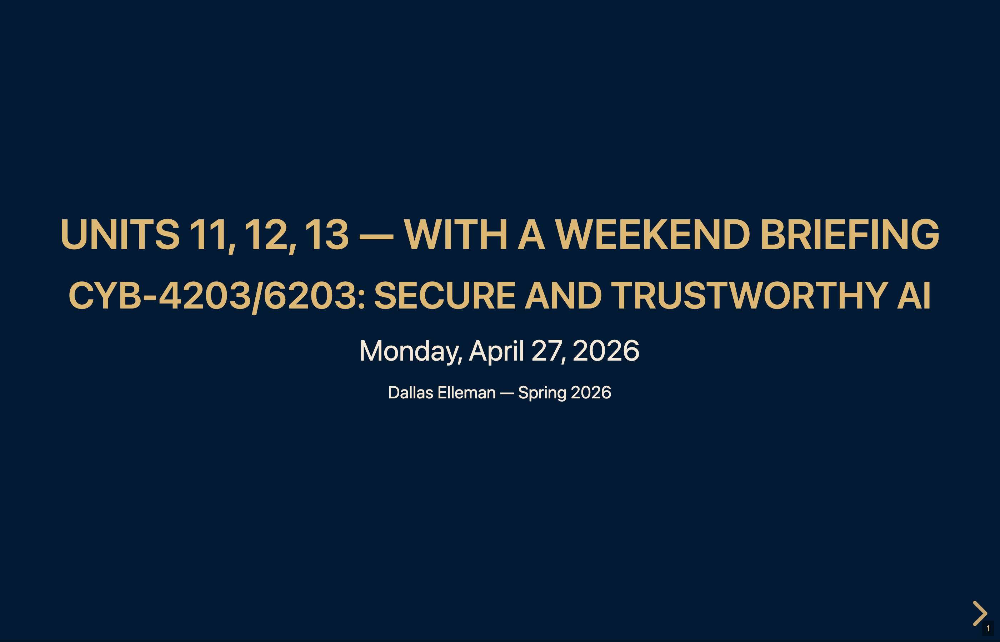 UNITS 11, 12, 13 — WITH A WEEKEND BRIEFING
CYB-4203/6203: SECURE AND TRUSTWORTHY AI
Monday, April 27, 2026
Dallas Elleman — Spring 2026
1